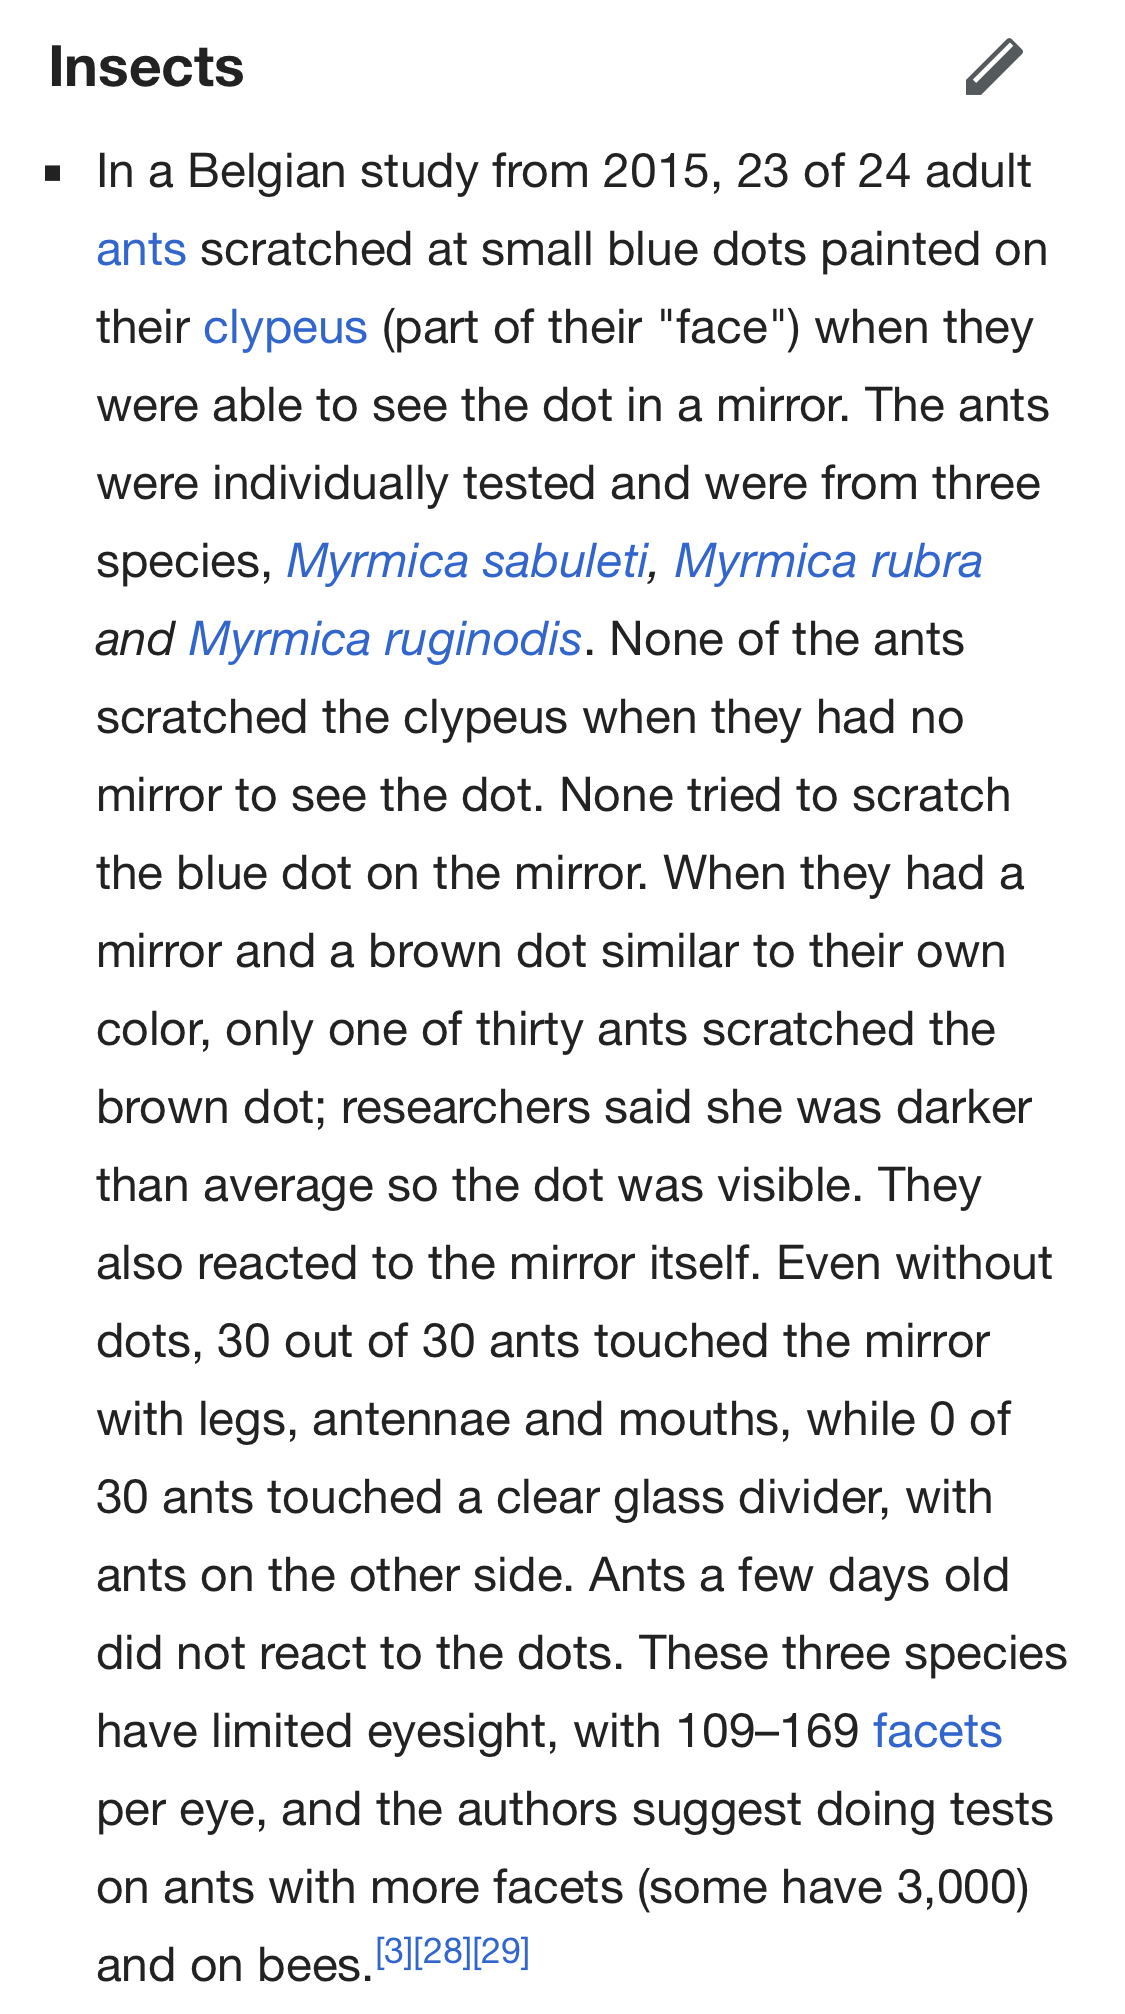 Insects
▪ In a Belgian study from 2015, 23 of 24 adult
ants scratched at small blue dots painted on
their clypeus (part of their "face") when they
were able to see the dot in a mirror. The ants
were individually tested and were from three
species, Myrmica sabuleti, Myrmica rubra
and Myrmica ruginodis. None of the ants
scratched the clypeus when they had no
mirror to see the dot. None tried to scratch
the blue dot on the mirror. When they had a
mirror and a brown dot similar to their own
color, only one of thirty ants scratched the
brown dot; researchers said she was darker
than average so the dot was visible. They
also reacted to the mirror itself. Even without
dots, 30 out of 30 ants touched the mirror
with legs, antennae and mouths, while 0 of
30 ants touched a clear glass divider, with
ants on the other side. Ants a few days old
did not react to the dots. These three species
have limited eyesight, with 109–169 facets
per eye, and the authors suggest doing tests
on ants with more facets (some have 3,000)
and on bees.[3][28][29]